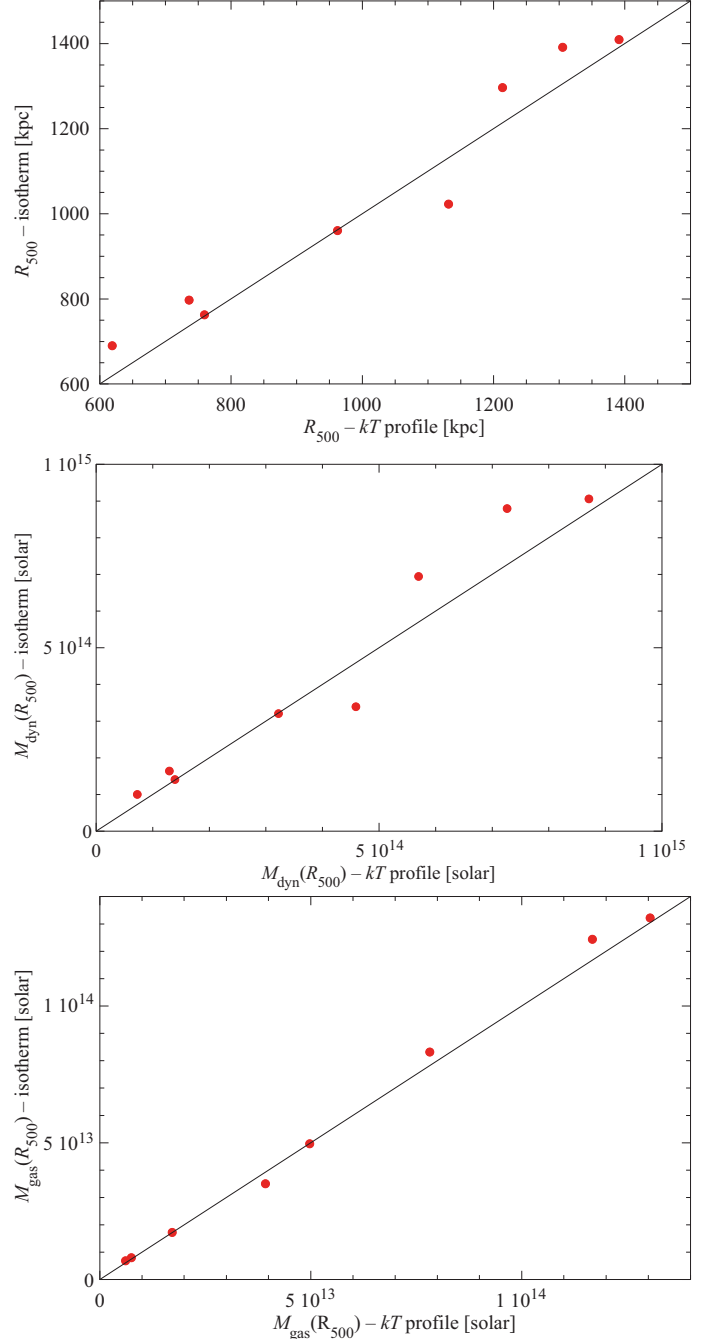 1400
1200
1000
800
600
R500 – isotherm [kpc]
600 800 1000 1200 1400
R500 – kT profile [kpc]
1 10^15
5 10^14
0
Mdyn(R500) – isotherm [solar]
0 5 10^14 1 10^15
Mdyn(R500) – kT profile [solar]
1 10^14
5 10^13
0
Mgas(R500) – isotherm [solar]
0 5 10^13 1 10^14
Mgas(R500) – kT profile [solar]